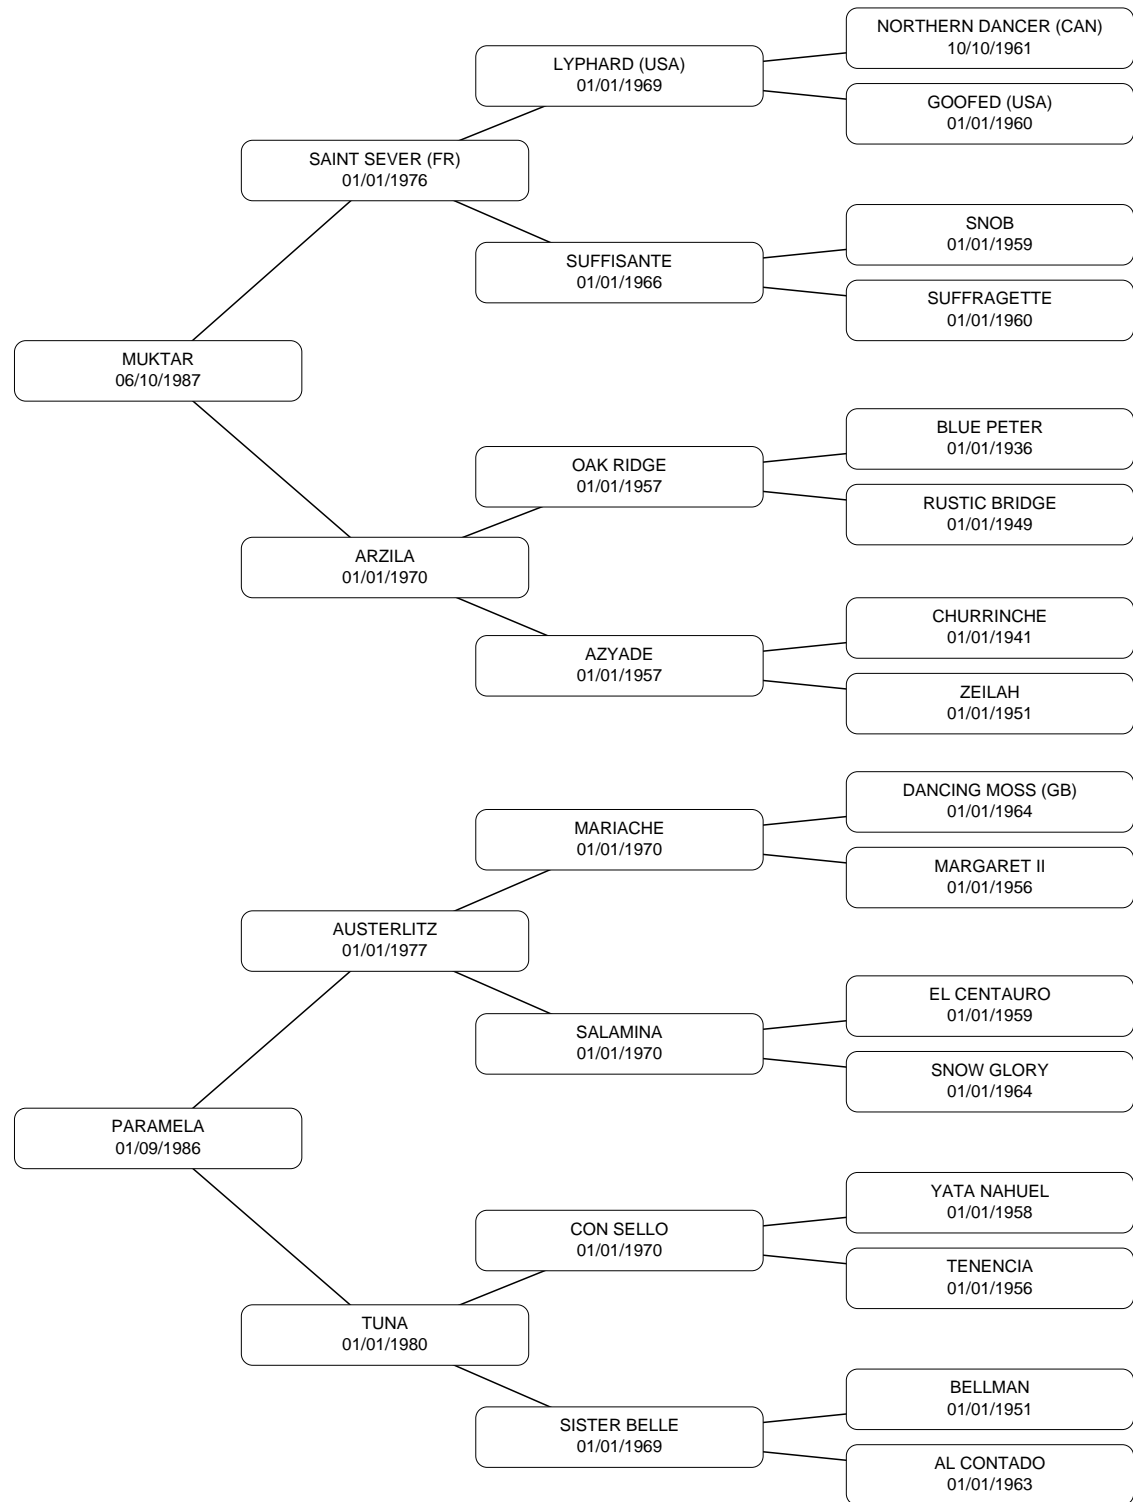 NORTHERN DANCER (CAN)
10/10/1961
LYPHARD (USA)
01/01/1969
GOOFED (USA)
01/01/1960
SAINT SEVER (FR)
01/01/1976
SNOB
01/01/1959
SUFFISANTE
01/01/1966
SUFFRAGETTE
01/01/1960
MUKTAR
06/10/1987
BLUE PETER
01/01/1936
OAK RIDGE
01/01/1957
RUSTIC BRIDGE
01/01/1949
ARZILA
01/01/1970
CHURRINCHE
01/01/1941
AZYADE
01/01/1957
ZEILAH
01/01/1951
DANCING MOSS (GB)
01/01/1964
MARIACHE
01/01/1970
MARGARET II
01/01/1956
AUSTERLITZ
01/01/1977
EL CENTAURO
01/01/1959
SALAMINA
01/01/1970
SNOW GLORY
01/01/1964
PARAMELA
01/09/1986
YATA NAHUEL
01/01/1958
CON SELLO
01/01/1970
TENENCIA
01/01/1956
TUNA
01/01/1980
BELLMAN
01/01/1951
SISTER BELLE
01/01/1969
AL CONTADO
01/01/1963